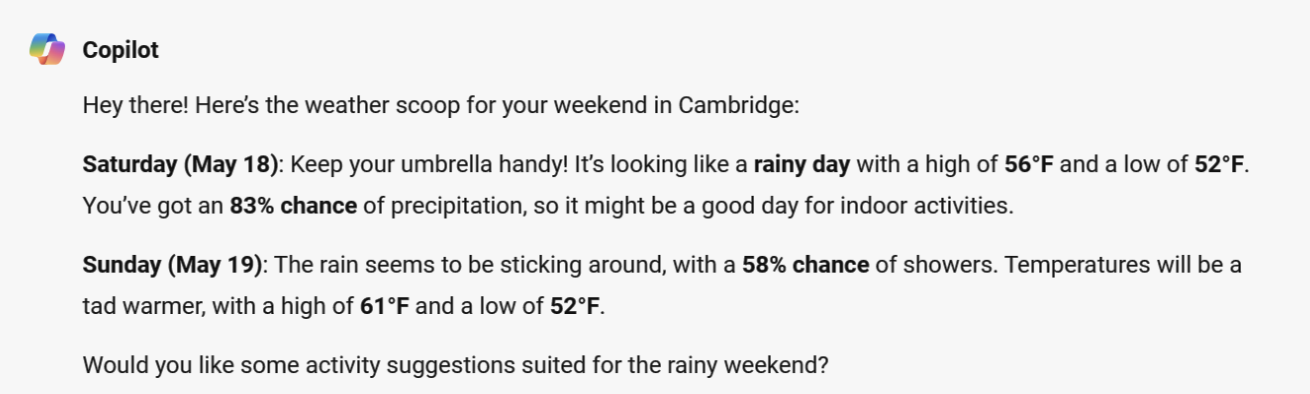 Copilot
Hey there! Here’s the weather scoop for your weekend in Cambridge:
Saturday (May 18): Keep your umbrella handy! It’s looking like a rainy day with a high of 56°F and a low of 52°F.
You’ve got an 83% chance of precipitation, so it might be a good day for indoor activities.
Sunday (May 19): The rain seems to be sticking around, with a 58% chance of showers. Temperatures will be a
tad warmer, with a high of 61°F and a low of 52°F.
Would you like some activity suggestions suited for the rainy weekend?